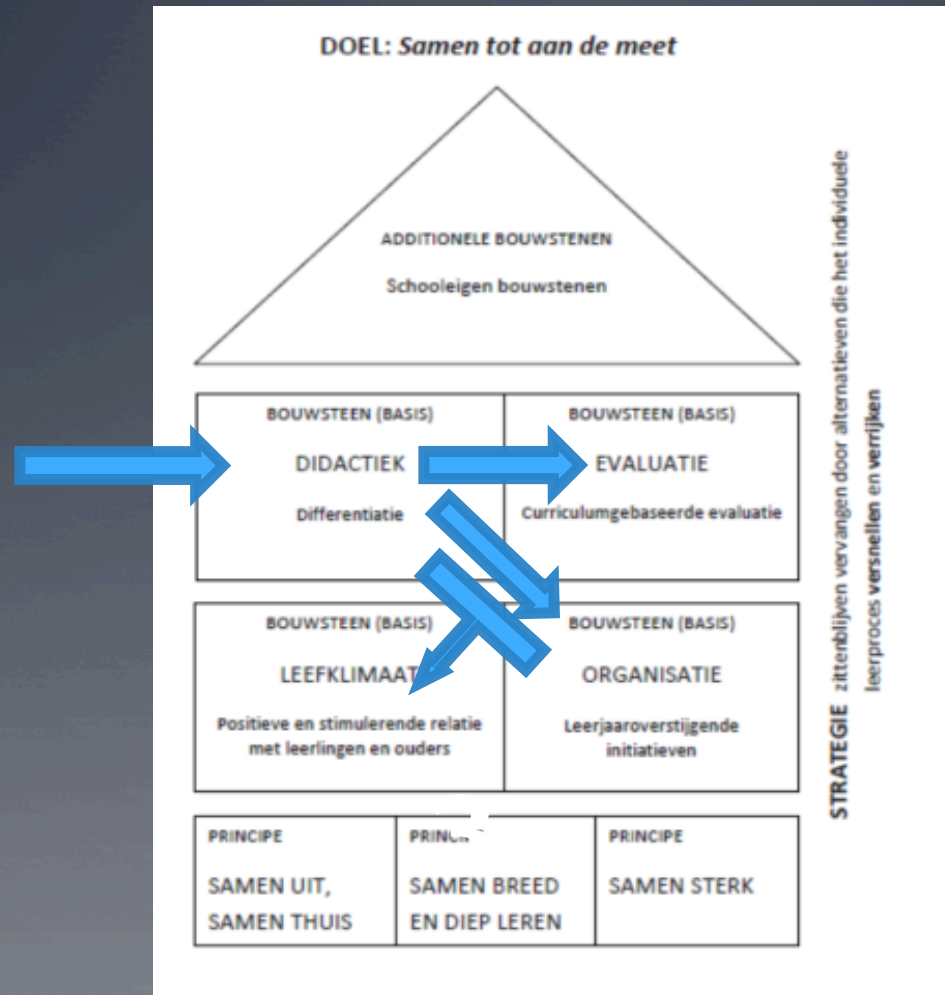 DOEL: Samen tot aan de meet
ADDITIONELE BOUWSTENEN
Schooleigen bouwstenen
BOUWSTEEN (BASIS)
DIDACTIEK
Differentiatie
BOUWSTEEN (BASIS)
EVALUATIE
Curriculumgebaseerde evaluatie
BOUWSTEEN (BASIS)
LEEFKLIMAAT
Positieve en stimulerende relatie
met leerlingen en ouders
BOUWSTEEN (BASIS)
ORGANISATIE
Leerjaaroverstijgende
initiatieven
PRINCIPE
SAMEN UIT,
SAMEN THUIS
SAMEN BREED
EN DIEP LEREN
PRINCIPE
SAMEN STERK
STRATEGIE zittenblijven vervangen door alternatieven die het individuele
leerproces versnellen en verrijken